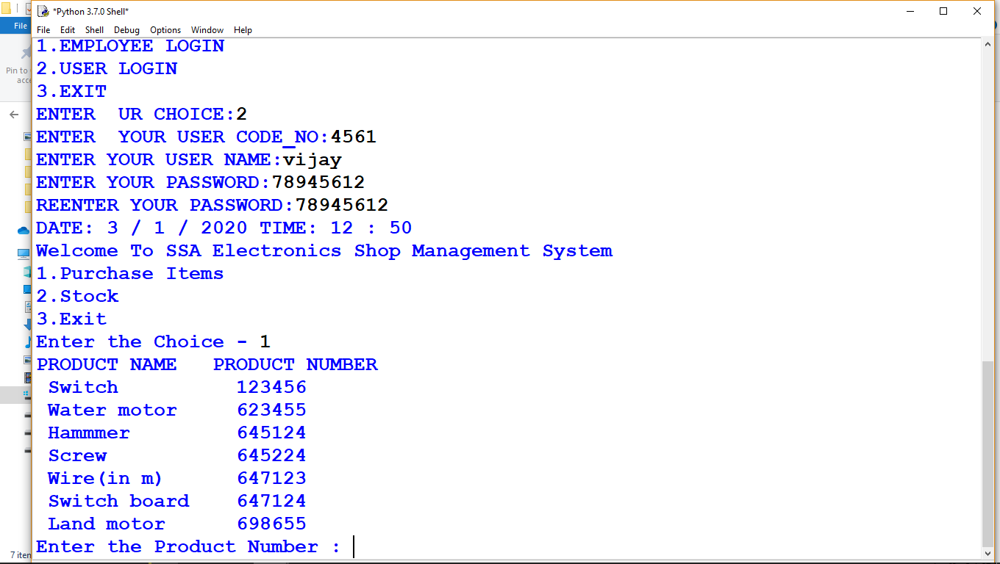 *Python 3.7.0 Shell*
File
File Edit Shell Debug Options Window Help
Pin to
acce
1.EMPLOYEE LOGIN
2.USER LOGIN
3.EXIT
ENTER  UR CHOICE:2
ENTER  YOUR USER CODE_NO:4561
ENTER YOUR USER NAME:vijay
ENTER YOUR PASSWORD:78945612
REENTER YOUR PASSWORD:78945612
DATE: 3 / 1 / 2020 TIME: 12 : 50
Welcome To SSA Electronics Shop Management System
1.Purchase Items
2.Stock
3.Exit
Enter the Choice - 1
PRODUCT NAME   PRODUCT NUMBER
Switch          123456
Water motor     623455
Hammmer         645124
Screw           645224
Wire(in m)      647123
Switch board    647124
Land motor      698655
Enter the Product Number :
7 iten